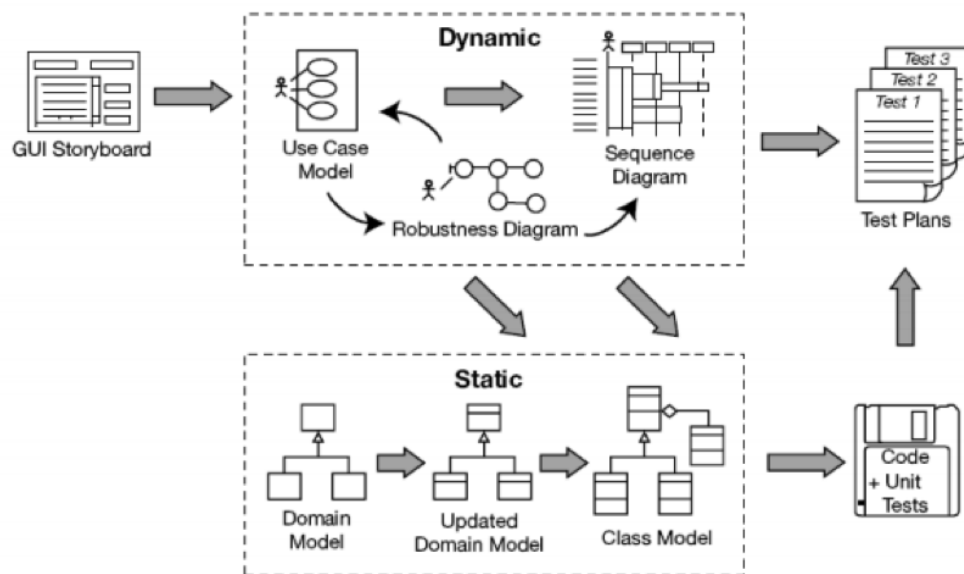 Dynamic
GUI Storyboard
Use Case
Model
Robustness Diagram
Sequence
Diagram
Test 3
Test 2
Test 1
Test Plans
Static
Domain
Model
Updated
Domain Model
Class Model
Code
+ Unit
Tests